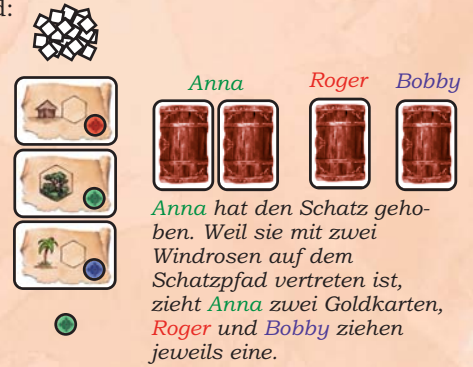 d:
Anna Roger Bobby
Anna hat den Schatz geho-
ben. Weil sie mit zwei
Windrosen auf dem
Schatzpfad vertreten ist,
zieht Anna zwei Goldkarten,
Roger und Bobby ziehen
jeweils eine.